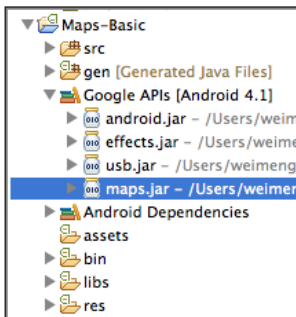 Maps-Basic
src
gen [Generated Java Files]
Google APIs [Android 4.1]
android.jar – /Users/weim
effects.jar – /Users/weime
usb.jar – /Users/weimeng
maps.jar – /Users/weimer
Android Dependencies
assets
bin
libs
res